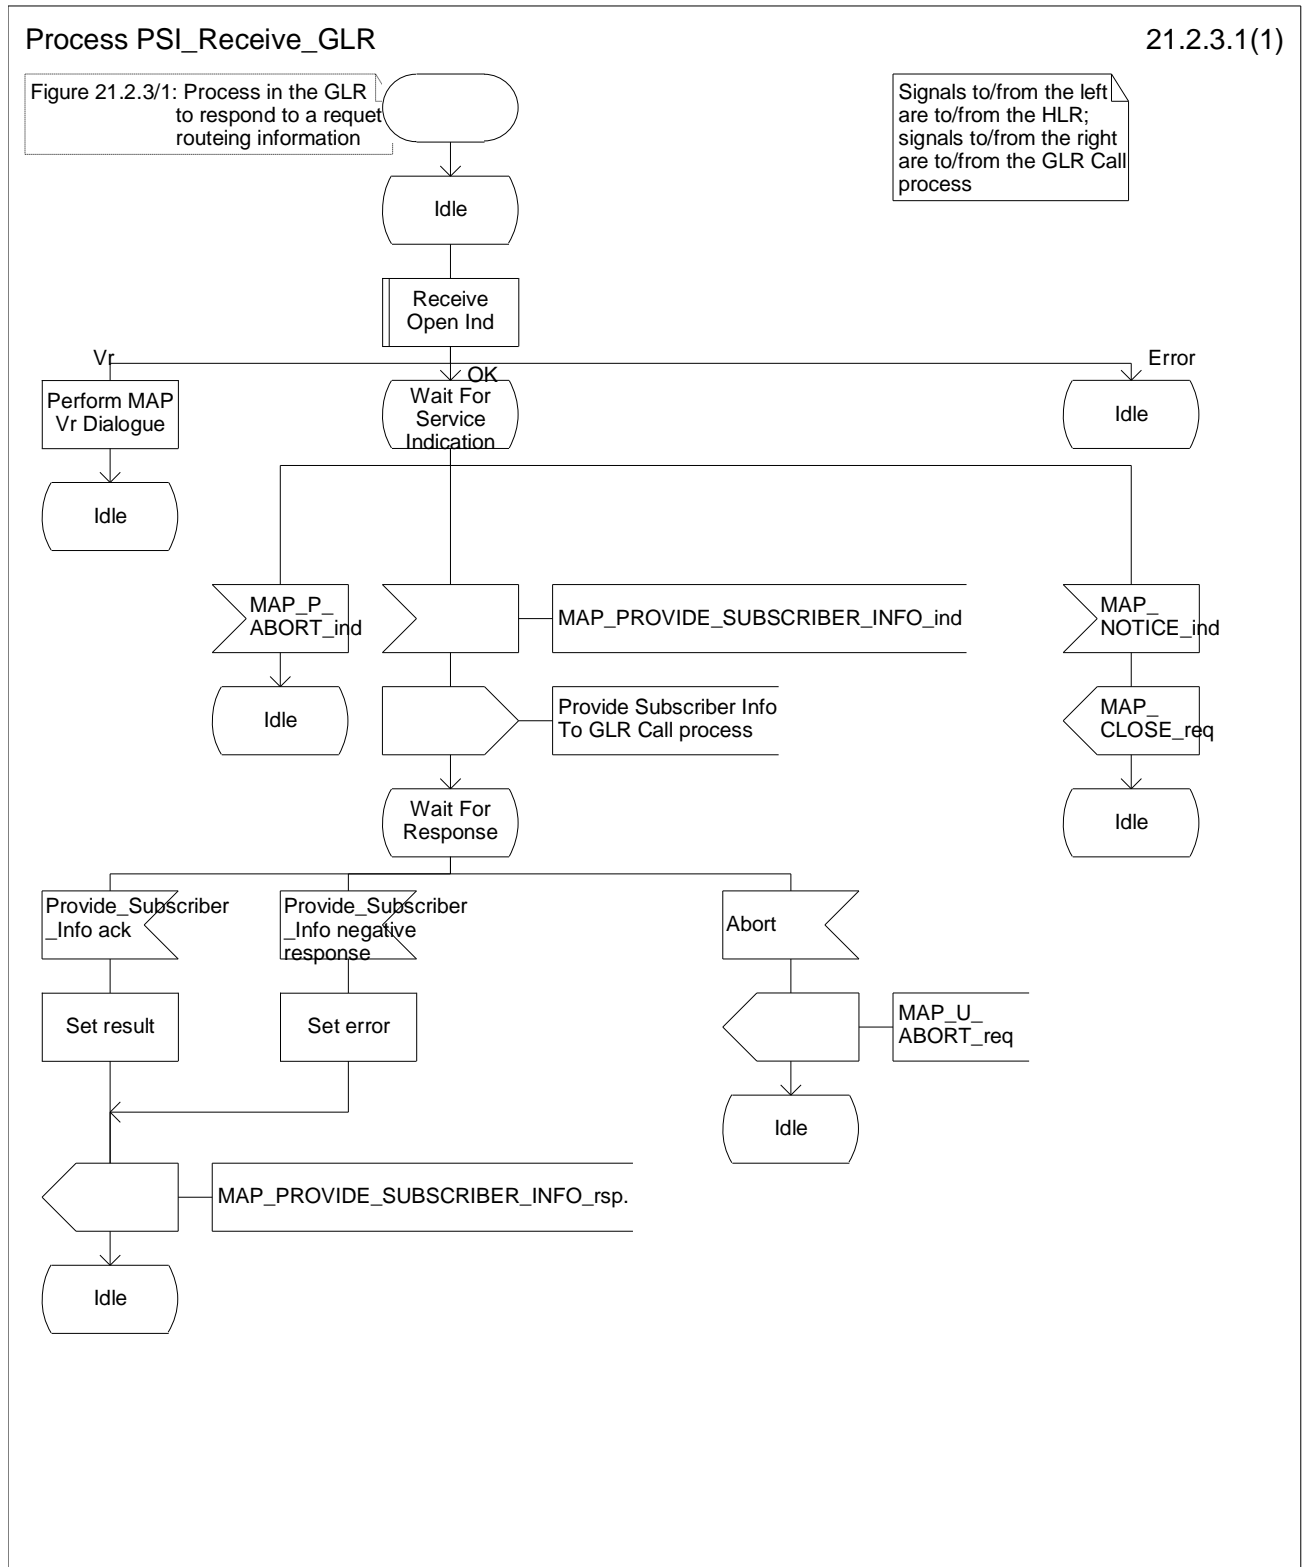 Process PSI_Receive_GLR
21.2.3.1(1)
Figure 21.2.3/1: Process in the GLR
to respond to a requet
routeing information
Signals to/from the left
are to/from the HLR;
signals to/from the right
are to/from the GLR Call
process
Idle
Receive
Open Ind
Vr
OK
Error
Perform MAP
Vr Dialogue
Wait For
Service
Indication
Idle
Idle
MAP_P_
ABORT_ind
MAP_PROVIDE_SUBSCRIBER_INFO_ind
MAP_
NOTICE_ind
Idle
Provide Subscriber Info
To GLR Call process
MAP_
CLOSE_req
Wait For
Response
Idle
Provide_Subscriber
_Info ack
Provide_Subscriber
_Info negative
response
Abort
Set result
Set error
MAP_U_
ABORT_req
Idle
MAP_PROVIDE_SUBSCRIBER_INFO_rsp.
Idle